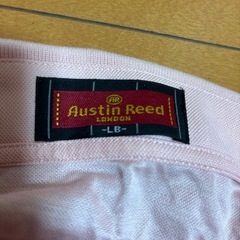 AR
Austin Reed
LONDON
-LB-